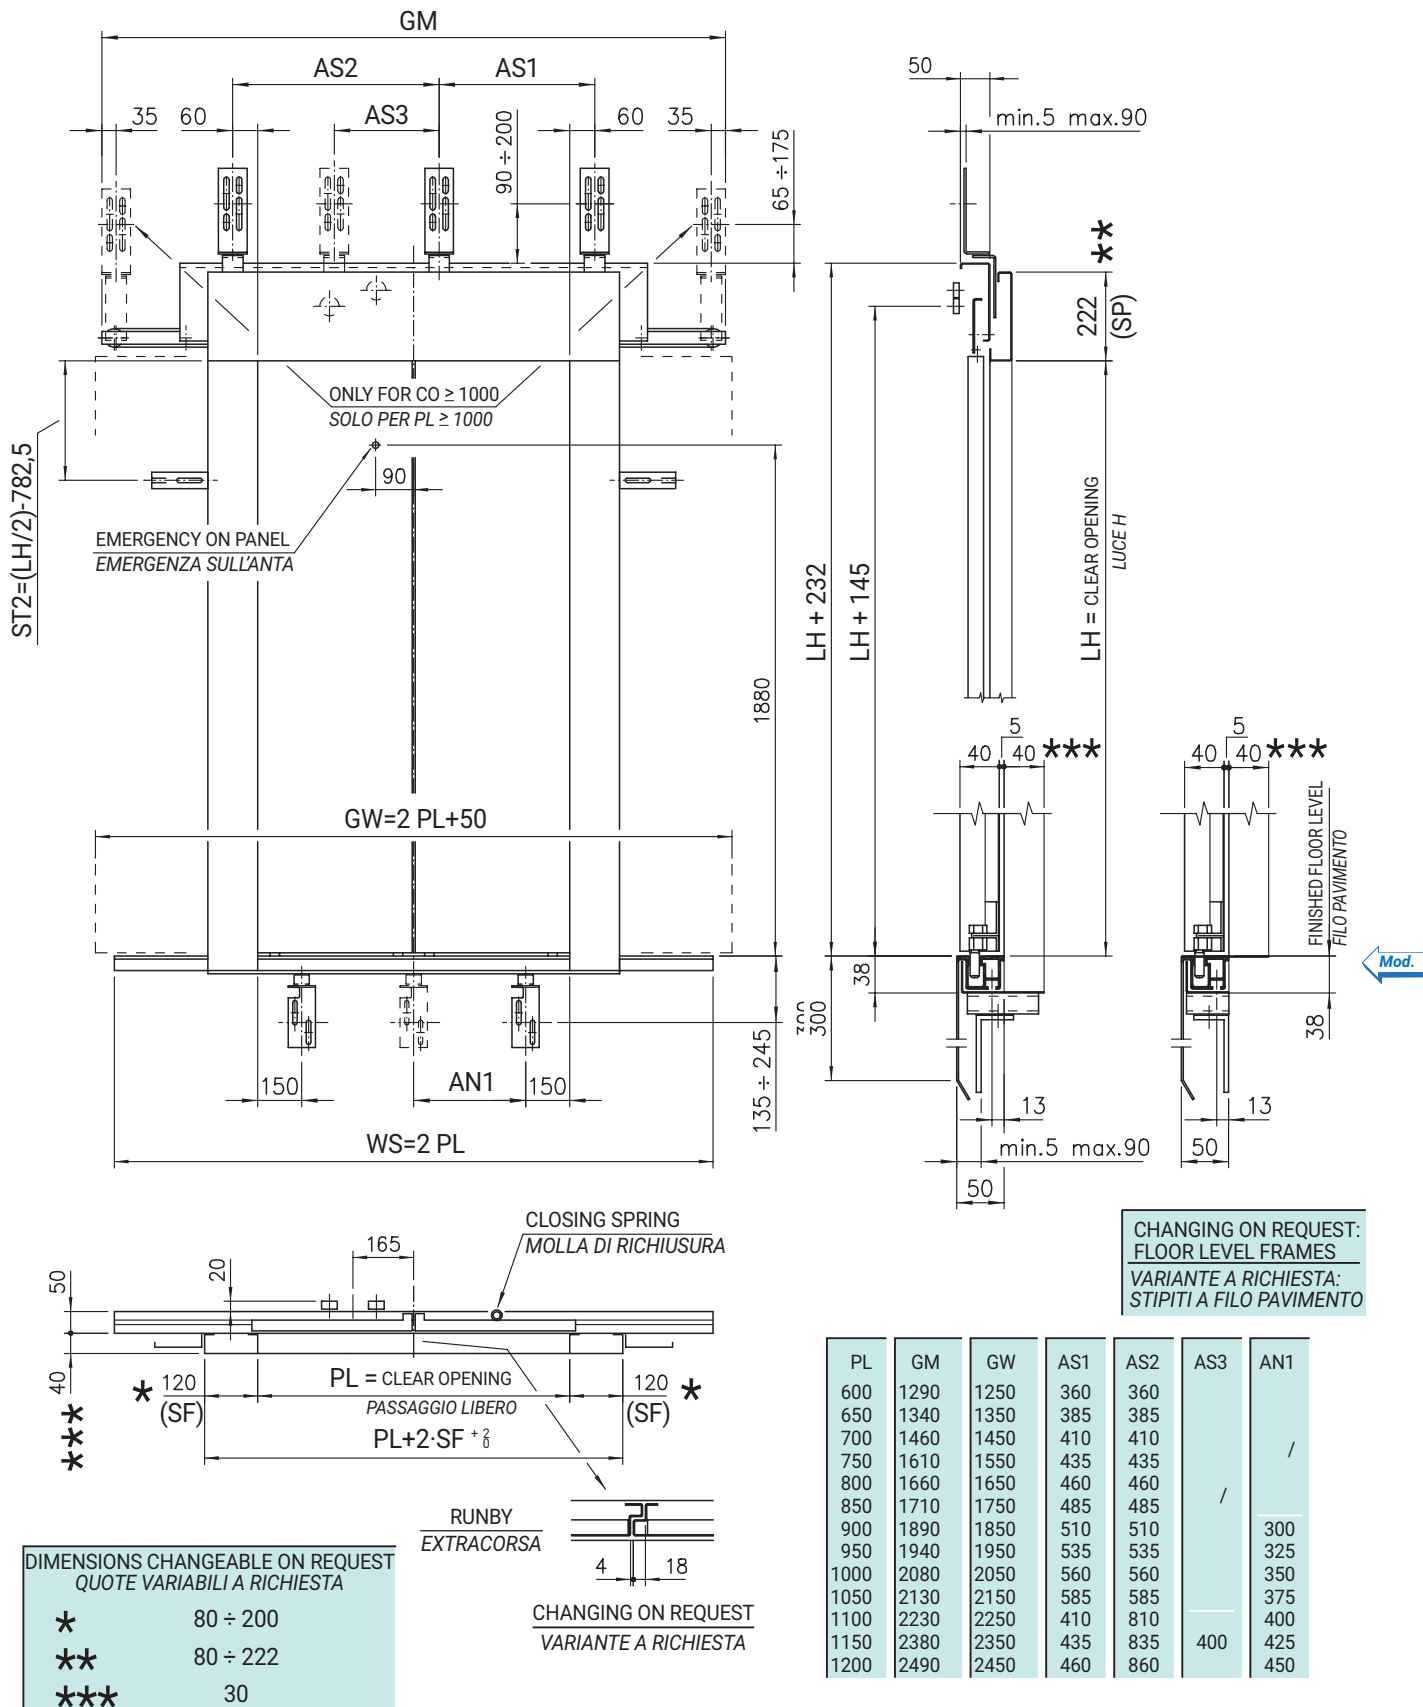 GM
AS2
AS1
50
35
60
AS3
60
35
min.5 max.90
90 ÷ 200
65 ÷175
**
222
(SP)
ONLY FOR CO ≥ 1000
SOLO PER PL ≥ 1000
ST2=(LH/2)-782,5
90
EMERGENCY ON PANEL
EMERGENZA SULL'ANTA
LH + 232
LH + 145
LH = CLEAR OPENING
LUCE H
1880
5
40
40
***
5
40
40
***
GW=2 PL+50
FINISHED FLOOR LEVEL
FILO PAVIMENTO
Mod.
38
300
300
38
150
AN1
150
135 ÷ 245
13
13
WS=2 PL
min.5 max.90
50
50
CLOSING SPRING
MOLLA DI RICHIUSURA
165
20
50
40
***
* 120
(SF)
PL = CLEAR OPENING
PASSAGGIO LIBERO
120 *
(SF)
PL+2·SF + 2 0
CHANGING ON REQUEST:
FLOOR LEVEL FRAMES
VARIANTE A RICHIESTA:
STIPITI A FILO PAVIMENTO
RUNBY
EXTRACORSA
4
18
CHANGING ON REQUEST
VARIANTE A RICHIESTA
DIMENSIONS CHANGEABLE ON REQUEST
QUOTE VARIABILI A RICHIESTA
* 80 ÷ 200
** 80 ÷ 222
*** 30
PL GM GW AS1 AS2 AS3 AN1
600 1290 1250 360 360
650 1340 1350 385 385
700 1460 1450 410 410
750 1610 1550 435 435 /
800 1660 1650 460 460
850 1710 1750 485 485 /
900 1890 1850 510 510 300
950 1940 1950 535 535 325
1000 2080 2050 560 560 350
1050 2130 2150 585 585 375
1100 2230 2250 410 810 400
1150 2380 2350 435 835 400 425
1200 2490 2450 460 860 450